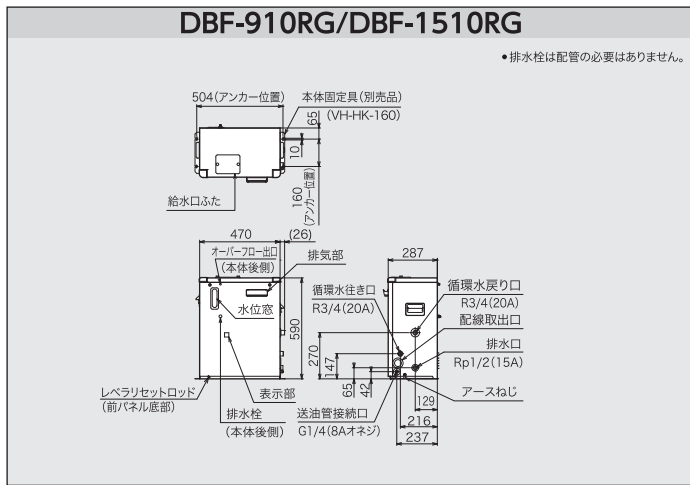 DBF-910RG/DBF-1510RG
●排水栓は配管の必要はありません。
504(アンカー位置)
本体固定具(別売品)
(VH-HK-160)
65
10
160
(アンカー位置)
給水口ふた
470
(26)
オーバーフロー出口
(本体後側)
排気部
水位窓
590
レベラリセットロッド
(前パネル底部)
表示部
排水栓
(本体後側)
287
循環水往き口
R3/4(20A)
循環水戻り口
R3/4(20A)
配線取出口
排水口
Rp1/2(15A)
アースねじ
270
147
65
42
送油管接続口
G1/4(8Aオネジ)
129
216
237